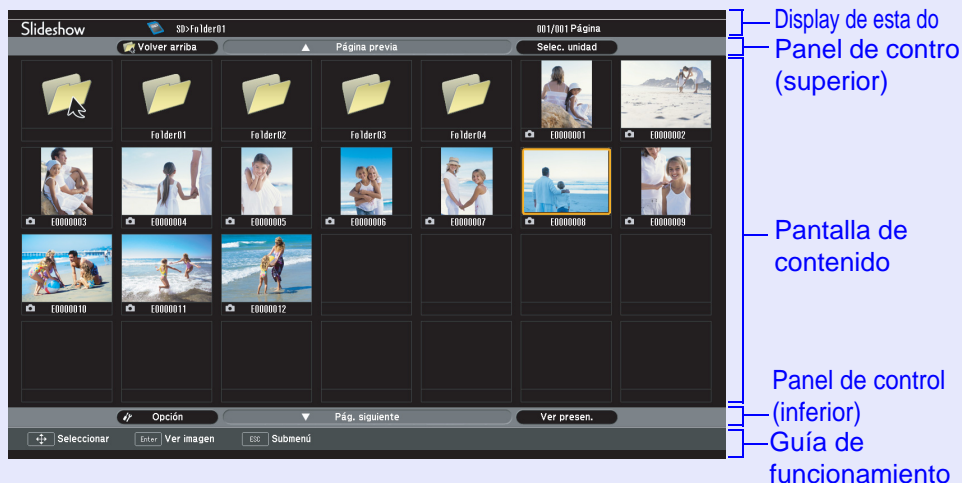 Slideshow SD>Folder01 001/001 Página
Display de esta do
Volver arriba ▲ Página previa Selec. unidad
Panel de contro
(superior)
Folder01 Folder02 Folder03 Folder04 E0000001 E0000002
E0000003 E0000004 E0000005 E0000006 E0000007 E0000008 E0000009
Pantalla de
contenido
E0000010 E0000011 E0000012
Panel de control
(inferior)
Opción ▼ Pág. siguiente Ver presen.
Seleccionar Enter Ver imagen ESC Submenú
Guía de
funcionamiento